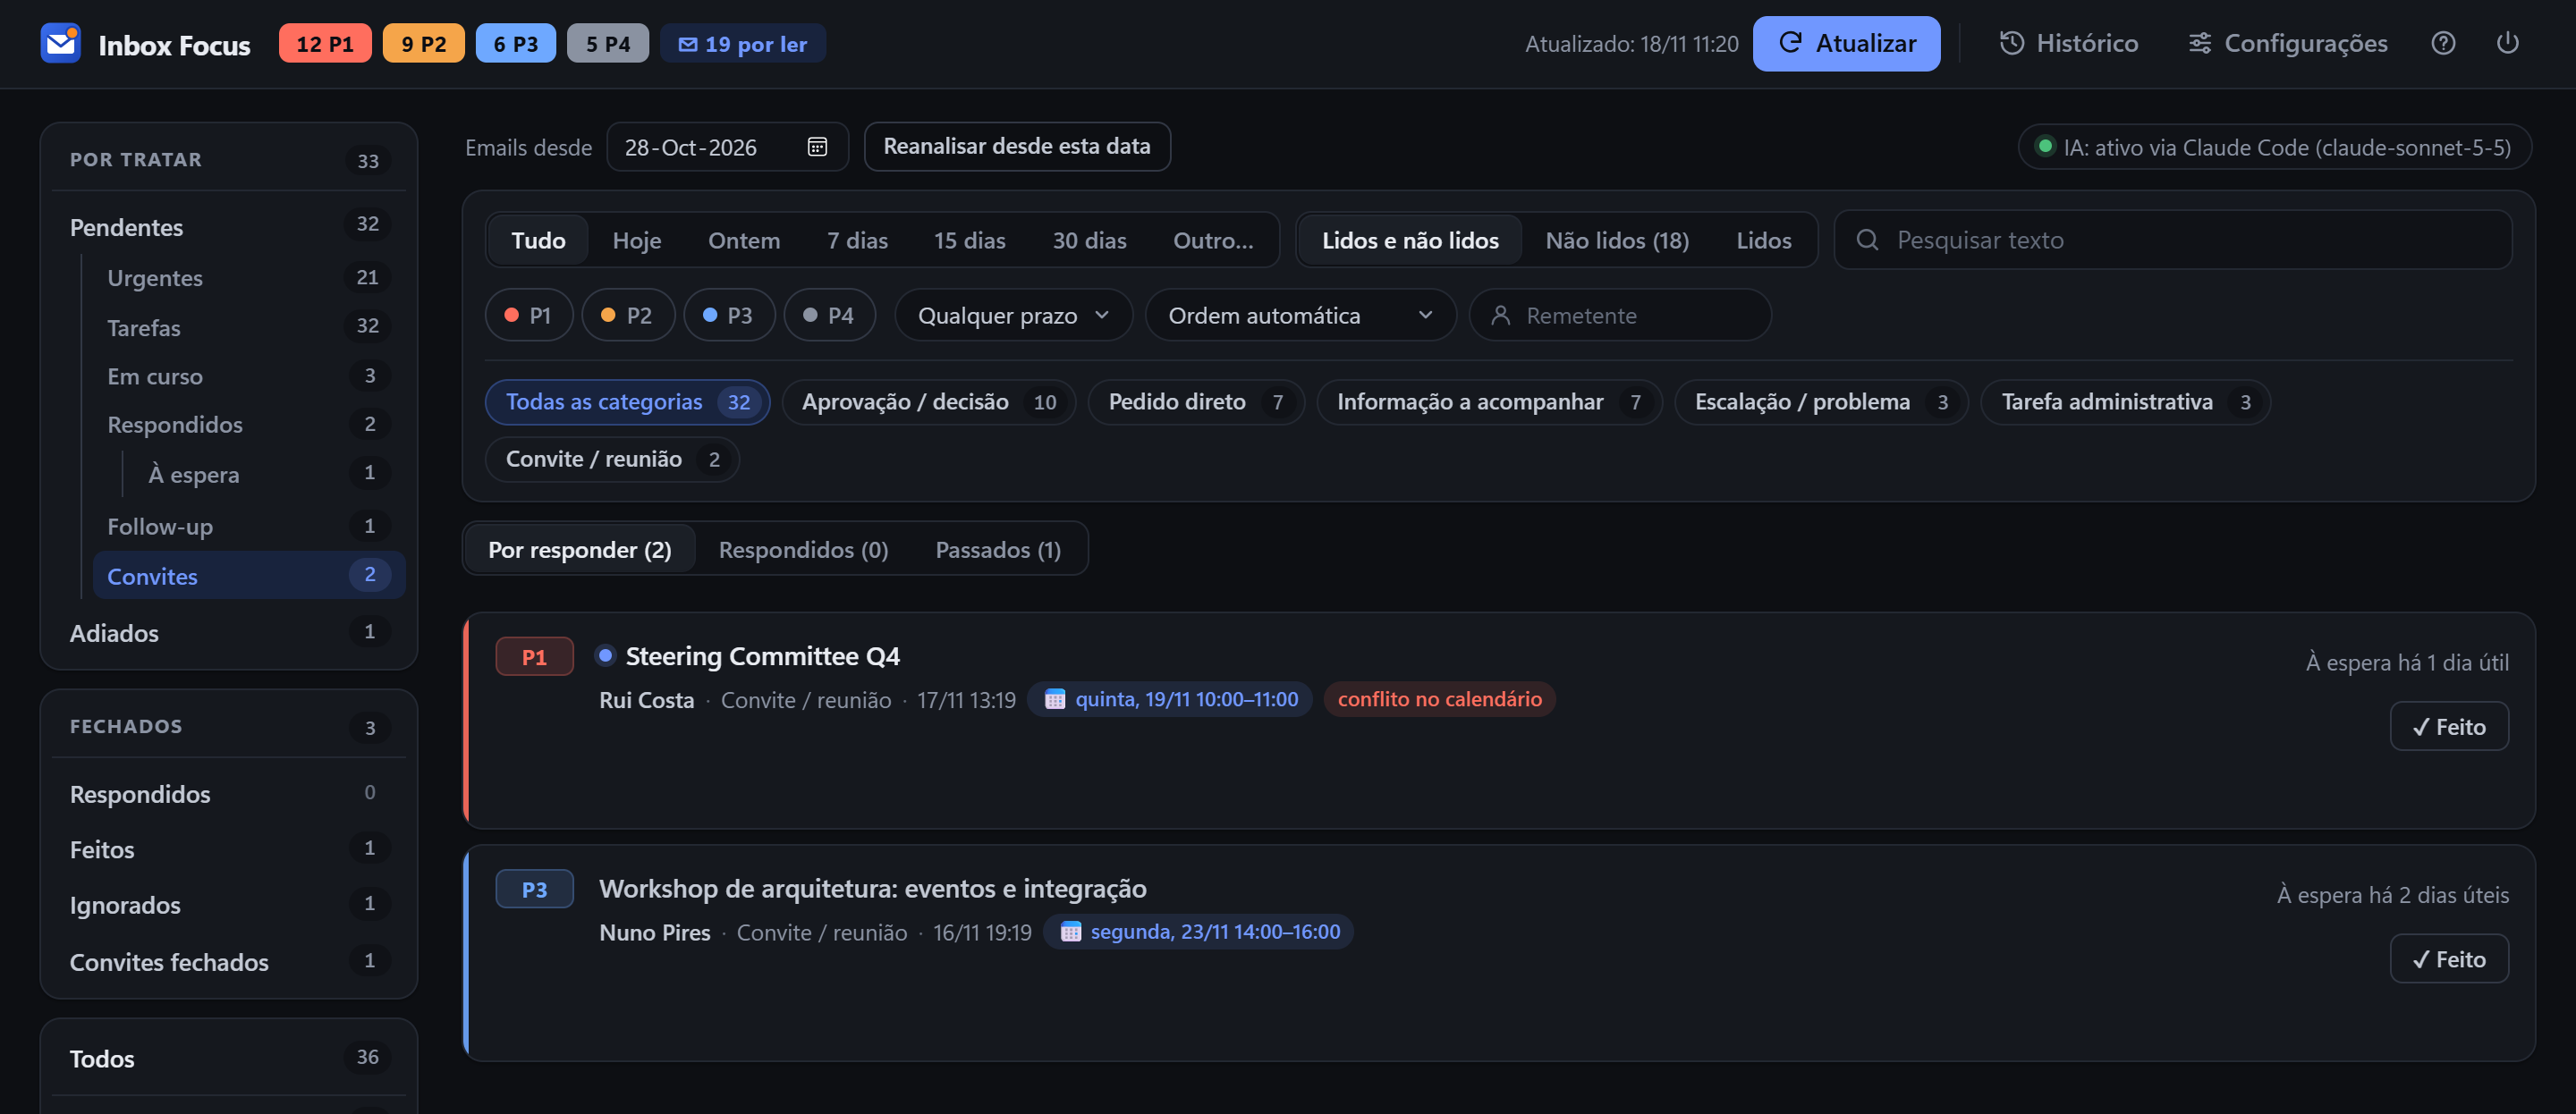 Inbox Focus
12 P1
9 P2
6 P3
5 P4
19 por ler
Atualizado: 18/11 11:20
Atualizar
Histórico
Configurações
POR TRATAR 33
Pendentes 32
Urgentes 21
Tarefas 32
Em curso 3
Respondidos 2
À espera 1
Follow-up 1
Convites 2
Adiados 1
FECHADOS 3
Respondidos 0
Feitos 1
Ignorados 1
Convites fechados 1
Todos 36
Emails desde 28-Oct-2026 Reanalisar desde esta data
IA: ativo via Claude Code (claude-sonnet-5-5)
Tudo Hoje Ontem 7 dias 15 dias 30 dias Outro...
Lidos e não lidos Não lidos (18) Lidos
Pesquisar texto
P1 P2 P3 P4 Qualquer prazo Ordem automática Remetente
Todas as categorias 32 Aprovação / decisão 10 Pedido direto 7 Informação a acompanhar 7 Escalação / problema 3 Tarefa administrativa 3
Convite / reunião 2
Por responder (2) Respondidos (0) Passados (1)
P1 Steering Committee Q4
À espera há 1 dia útil
Rui Costa · Convite / reunião · 17/11 13:19 quinta, 19/11 10:00–11:00 conflito no calendário
✓ Feito
P3 Workshop de arquitetura: eventos e integração
À espera há 2 dias úteis
Nuno Pires · Convite / reunião · 16/11 19:19 segunda, 23/11 14:00–16:00
✓ Feito